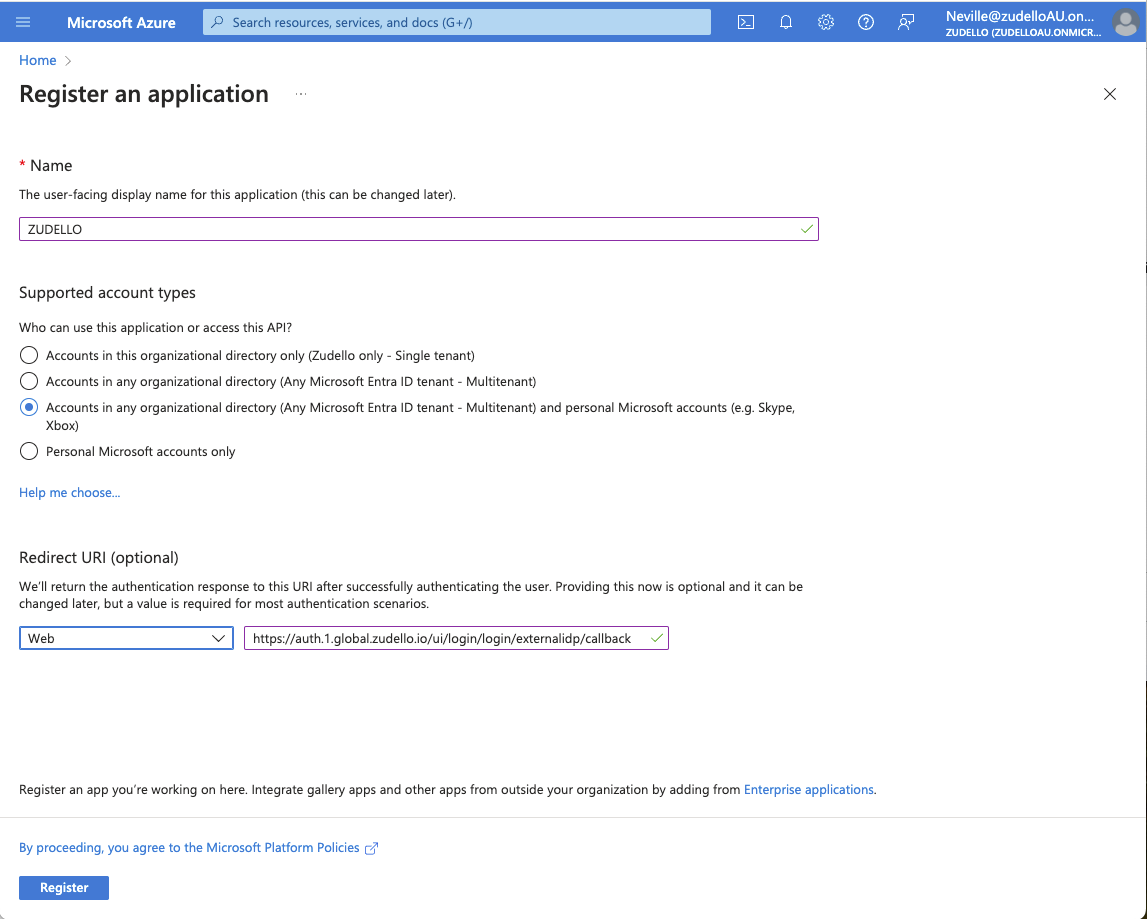 Microsoft Azure
Search resources, services, and docs (G+/)
Neville@zudelloAU.on...
ZUDELLO (ZUDELLOAU.ONMICR...
Home
Register an application
...
* Name
The user-facing display name for this application (this can be changed later).
ZUDELLO
Supported account types
Who can use this application or access this API?
Accounts in this organizational directory only (Zudello only - Single tenant)
Accounts in any organizational directory (Any Microsoft Entra ID tenant - Multitenant)
Accounts in any organizational directory (Any Microsoft Entra ID tenant - Multitenant) and personal Microsoft accounts (e.g. Skype,
Xbox)
Personal Microsoft accounts only
Help me choose...
Redirect URI (optional)
We'll return the authentication response to this URI after successfully authenticating the user. Providing this now is optional and it can be
changed later, but a value is required for most authentication scenarios.
Web
https://auth.1.global.zudello.io/ui/login/login/externalidp/callback
Register an app you're working on here. Integrate gallery apps and other apps from outside your organization by adding from Enterprise applications.
By proceeding, you agree to the Microsoft Platform Policies
Register